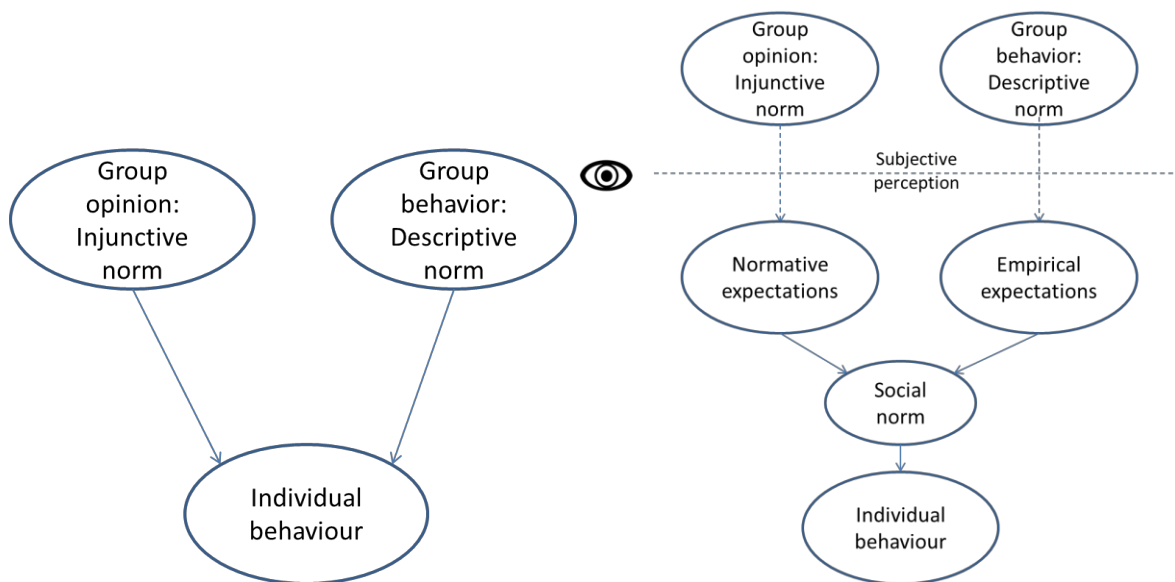 Group
opinion:
Injunctive
norm
Group
behavior:
Descriptive
norm
Individual
behaviour
Group
opinion:
Injunctive
norm
Group
behavior:
Descriptive
norm
Subjective
perception
Normative
expectations
Empirical
expectations
Social
norm
Individual
behaviour